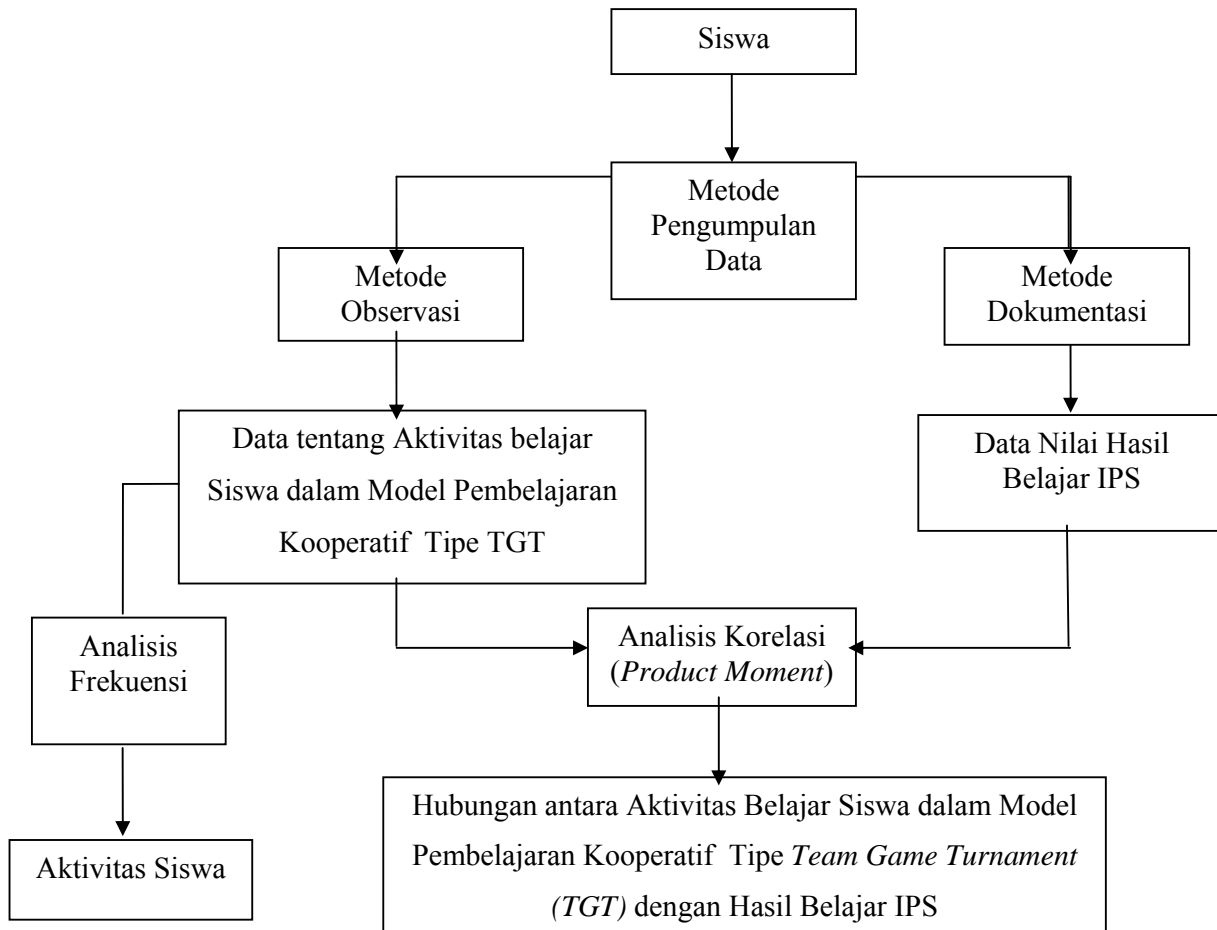 Siswa
Metode
Pengumpulan
Data
Metode
Observasi
Metode
Dokumentasi
Data tentang Aktivitas belajar
Siswa dalam Model Pembelajaran
Kooperatif Tipe TGT
Data Nilai Hasil
Belajar IPS
Analisis
Frekuensi
Analisis Korelasi
(Product Moment)
Aktivitas Siswa
Hubungan antara Aktivitas Belajar Siswa dalam Model
Pembelajaran Kooperatif Tipe Team Game Turnament
(TGT) dengan Hasil Belajar IPS